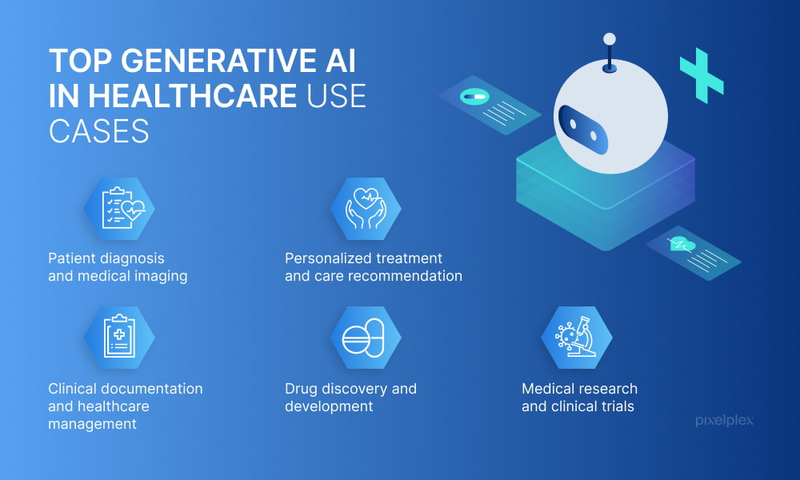 TOP GENERATIVE AI
IN HEALTHCARE USE
CASES
Patient diagnosis
and medical imaging
Personalized treatment
and care recommendation
Clinical documentation
and healthcare
management
Drug discovery and
development
Medical research
and clinical trials
pixelplex